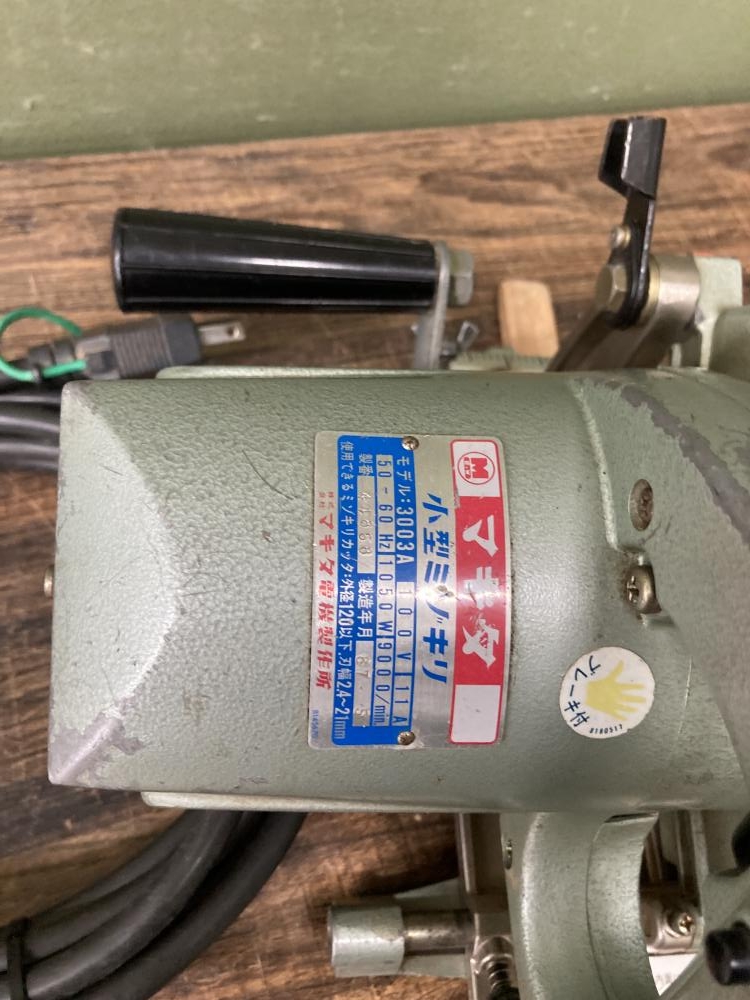 マキタ
小型ミゾキリ
モデル:3003A 100V 11A
50-60Hz 1050W 9000/min
製番 製造年月
使用できるミゾキリカッタ:外径120以下.刃幅2.4~21mm
株式会社 マキタ電機製作所
ブレーキ付
8180517